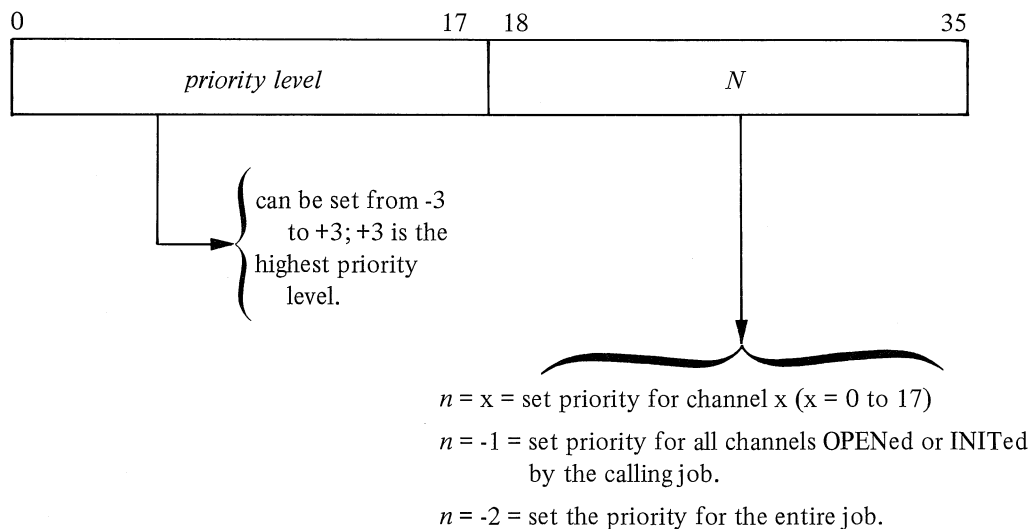 0 17 18 35
priority level N
can be set from -3
to +3; +3 is the
highest priority
level.
n = x = set priority for channel x (x = 0 to 17)
n = -1 = set priority for all channels OPENed or INITed
by the calling job.
n = -2 = set the priority for the entire job.